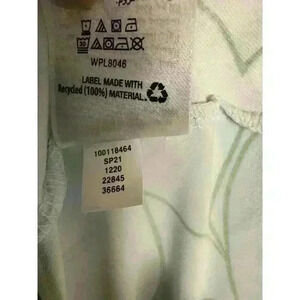 WPL8046
LABEL MADE WITH
Recycled (100%) MATERIAL.
100118464
SP21
1220
22845
36664